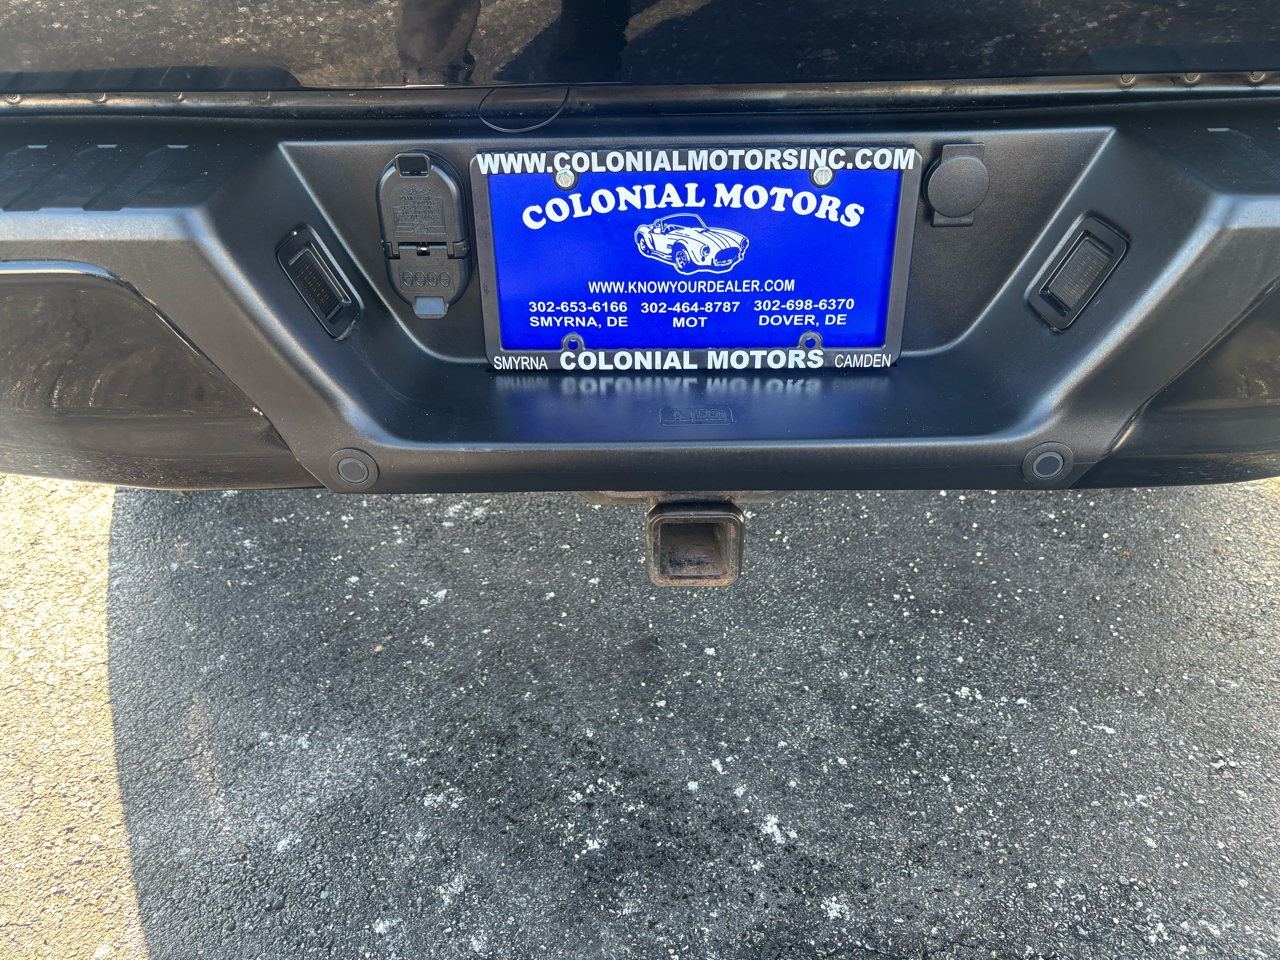 WWW.COLONIALMOTORSINC.COM
COLONIAL MOTORS
WWW.KNOWYOURDEALER.COM
302-653-6166 302-464-8787 302-698-6370
SMYRNA, DE MOT DOVER, DE
SMYRNA COLONIAL MOTORS CAMDEN